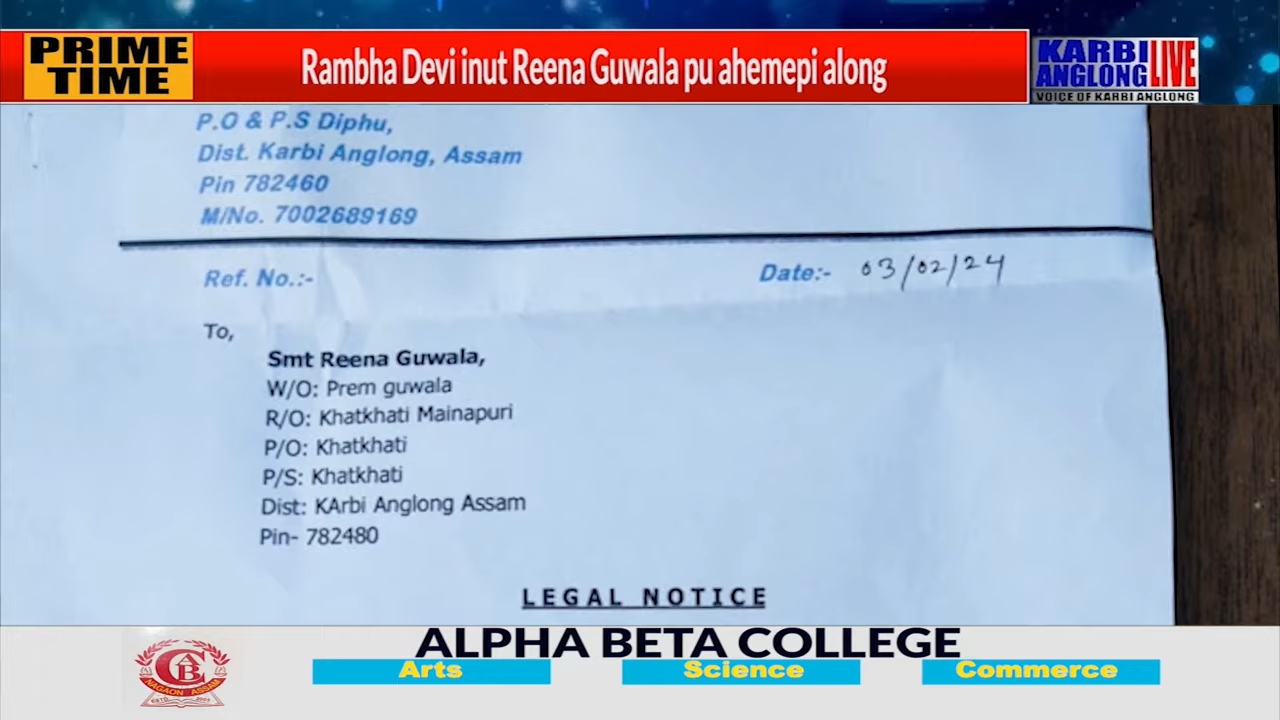 PRIME
TIME
Rambha Devi inut Reena Guwala pu ahemepi along
KARBI
ANGLONG LIVE
VOICE OF KARBI ANGLONG
P.O & P.S Diphu,
Dist. Karbi Anglong, Assam
Pin 782460
M/No. 7002689169
Ref. No.:-
Date:- 03/02/24
To,
Smt Reena Guwala,
W/O: Prem guwala
R/O: Khatkhati Mainapuri
P/O: Khatkhati
P/S: Khatkhati
Dist: KArbi Anglong Assam
Pin- 782480
LEGAL NOTICE
ALPHA BETA COLLEGE
Arts Science Commerce
NAGAON ASSAM